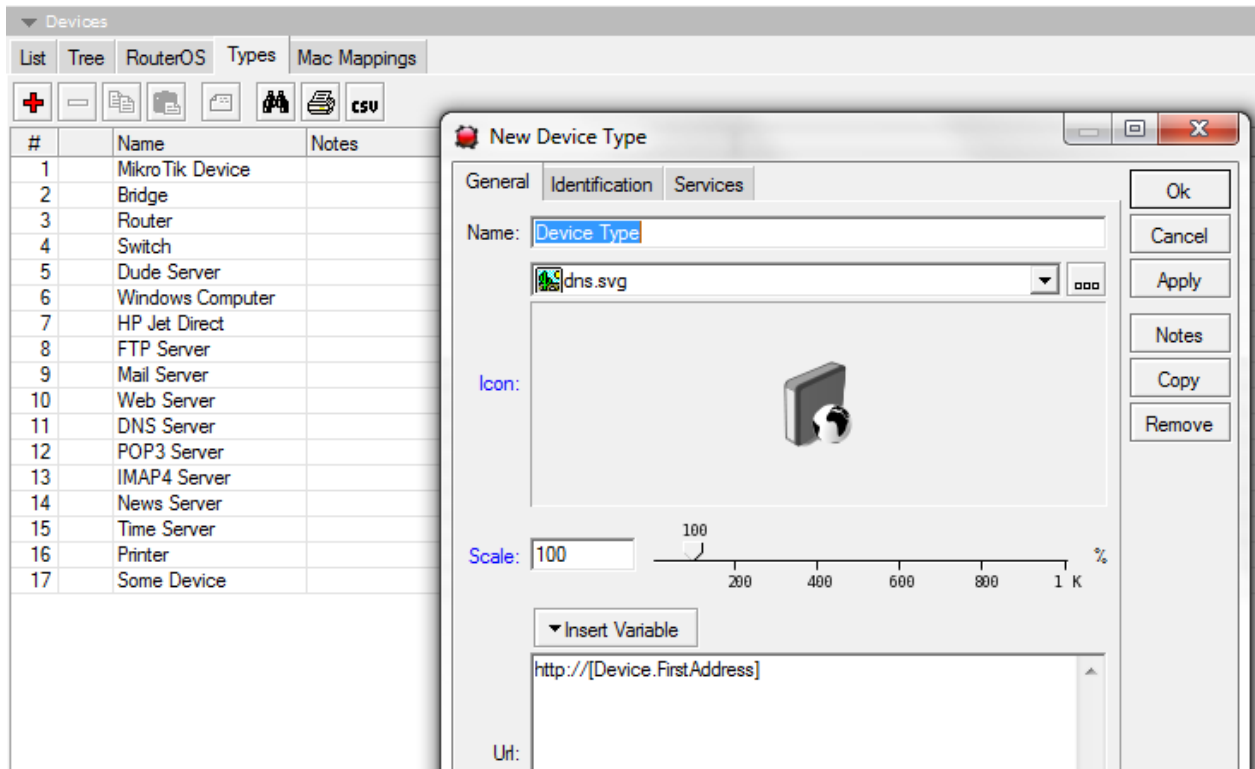 Devices
List Tree RouterOS Types Mac Mappings
csv
# Name Notes
1 MikroTik Device
2 Bridge
3 Router
4 Switch
5 Dude Server
6 Windows Computer
7 HP Jet Direct
8 FTP Server
9 Mail Server
10 Web Server
11 DNS Server
12 POP3 Server
13 IMAP4 Server
14 News Server
15 Time Server
16 Printer
17 Some Device
New Device Type
General Identification Services
Name: Device Type
dns.svg
Icon:
100
Scale: 100 %
200 400 600 800 1 K
Insert Variable
http://[Device.FirstAddress]
Url:
Ok
Cancel
Apply
Notes
Copy
Remove